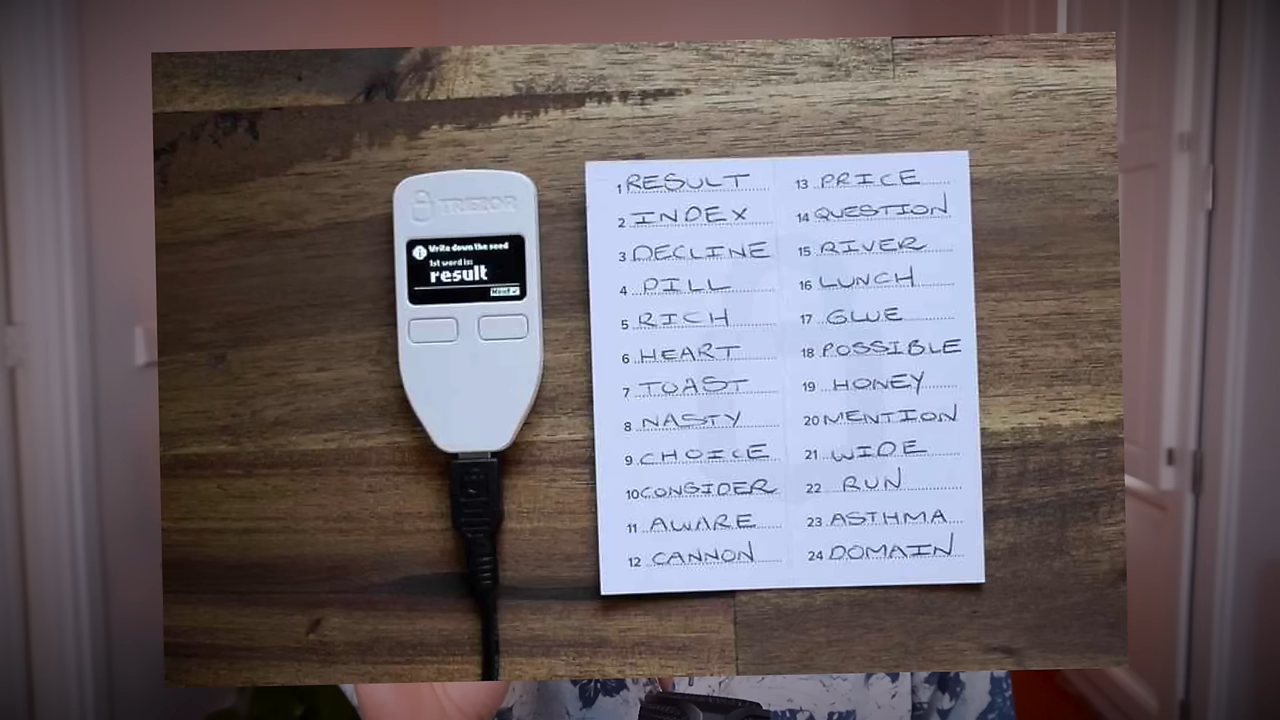 TREZOR
Write down the seed
1st word is:
result
Next ✓
1 RESULT
2 INDEX
3 DECLINE
4 PILL
5 RICH
6 HEART
7 TOAST
8 NASTY
9 CHOICE
10 CONSIDER
11 AWARE
12 CANNON
13 PRICE
14 QUESTION
15 RIVER
16 LUNCH
17 GLUE
18 POSSIBLE
19 HONEY
20 MENTION
21 WIDE
22 RUN
23 ASTHMA
24 DOMAIN